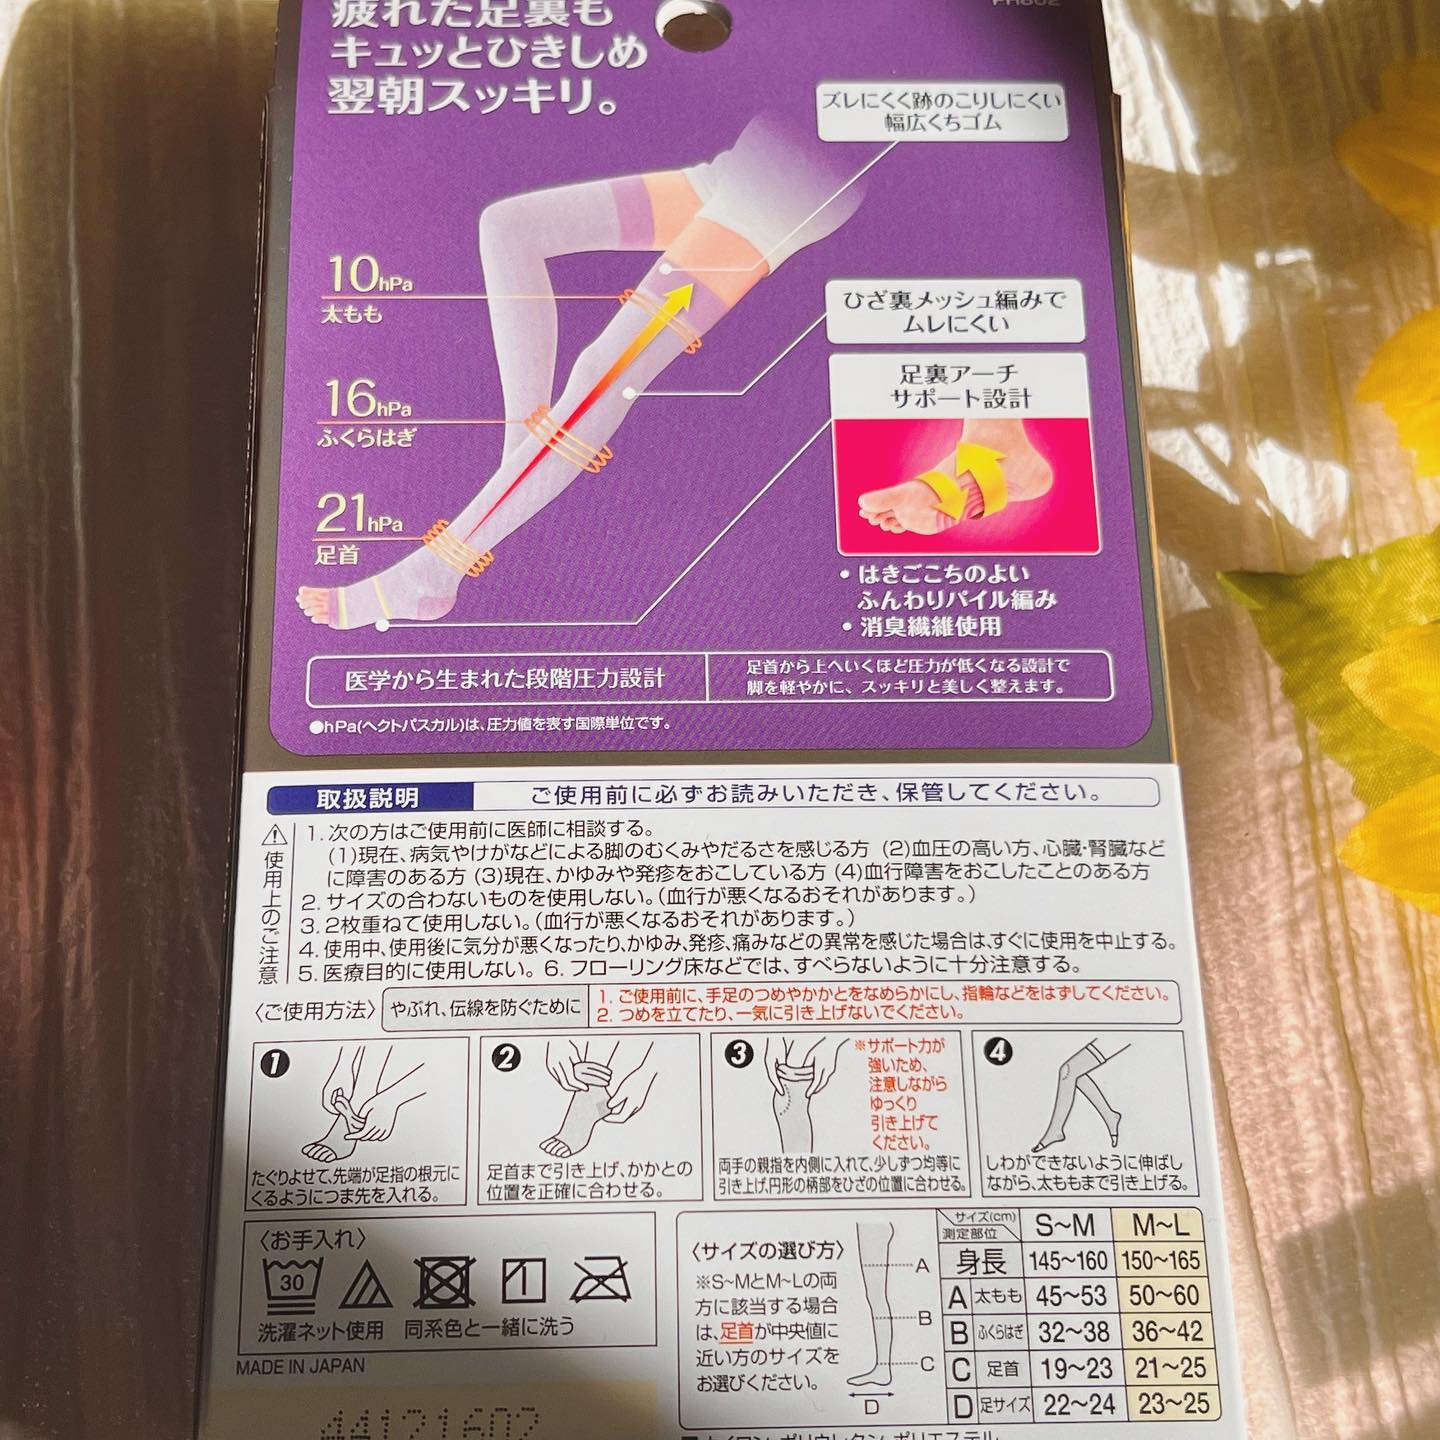 疲れた足裏も
キュッとひきしめ
翌朝スッキリ。
ズレにくく跡のこりしにくい
幅広くちゴム
10hPa
太もも
ひざ裏メッシュ編みで
ムレにくい
16hPa
ふくらはぎ
足裏アーチ
サポート設計
21hPa
足首
• はきごこちのよい
ふんわりパイル編み
• 消臭繊維使用
医学から生まれた段階圧力設計
足首から上へいくほど圧力が低くなる設計で
脚を軽やかに、スッキリと美しく整えます。
●hPa(ヘクトパスカル)は、圧力値を表す国際単位です。
取扱説明 ご使用前に必ずお読みいただき、保管してください。
使用上のご注意
1. 次の方はご使用前に医師に相談する。
(1)現在、病気やけがなどによる脚のむくみやだるさを感じる方 (2)血圧の高い方、心臓・腎臓など
に障害のある方 (3)現在、かゆみや発疹をおこしている方 (4)血行障害をおこしたことのある方
2. サイズの合わないものを使用しない。(血行が悪くなるおそれがあります。)
3. 2枚重ねて使用しない。(血行が悪くなるおそれがあります。)
4. 使用中、使用後に気分が悪くなったり、かゆみ、発疹、痛みなどの異常を感じた場合は、すぐに使用を中止する。
5. 医療目的に使用しない。 6. フローリング床などでは、すべらないように十分注意する。
〈ご使用方法〉 やぶれ、伝線を防ぐために
1. ご使用前に、手足のつめやかかとをなめらかにし、指輪などをはずしてください。
2. つめを立てたり、一気に引き上げないでください。
1
たぐりよせて、先端が足指の根元に
くるようにつま先を入れる。
2
足首まで引き上げ、かかとの
位置を正確に合わせる。
3
※サポート力が
強いため、
注意しながら
ゆっくり
引き上げて
ください。
両手の親指を内側に入れて、少しずつ均等に
引き上げ、円形の柄部をひざの位置に合わせる。
4
しわができないように伸ばし
ながら、太ももまで引き上げる。
〈お手入れ〉
30
洗濯ネット使用 同系色と一緒に洗う
MADE IN JAPAN
〈サイズの選び方〉
※S~MとM~Lの両
方に該当する場合
は、足首が中央値に
近い方のサイズを
お選びください。
A
B
C
D
サイズ(cm) 測定部位 S~M M~L
身長 145~160 150~165
A 太もも 45~53 50~60
B ふくらはぎ 32~38 36~42
C 足首 19~23 21~25
D 足サイズ 22~24 23~25